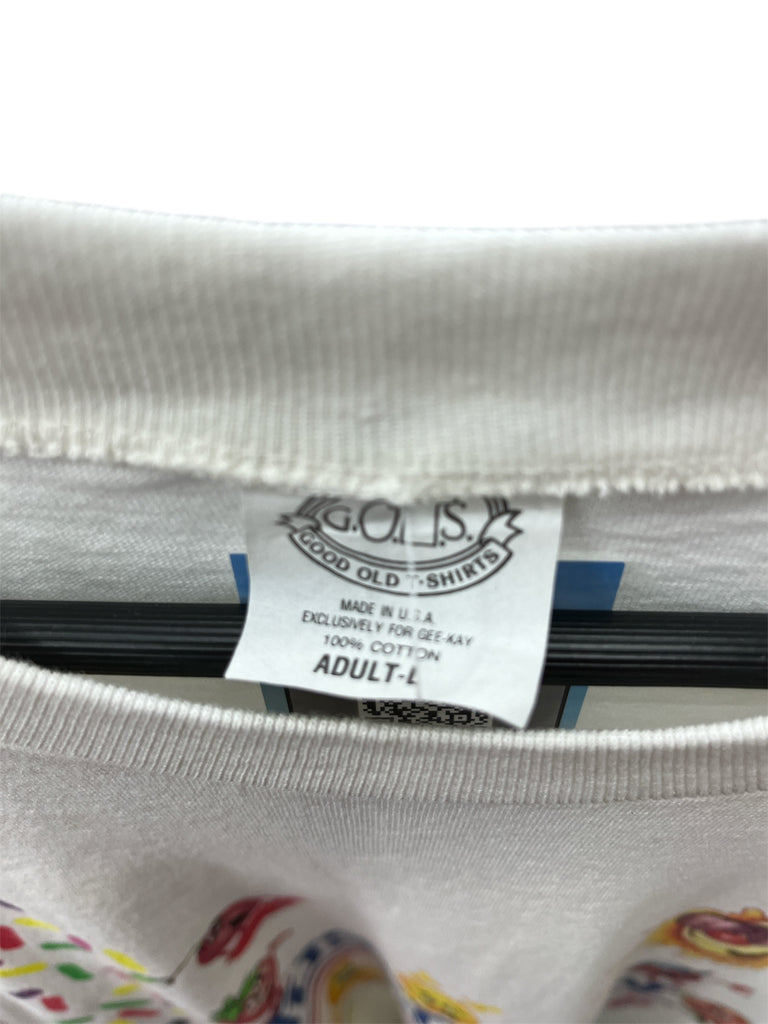 G.O.T.S.
GOOD OLD T-SHIRTS
MADE IN U.S.A.
EXCLUSIVELY FOR GEE-KAY
100% COTTON
ADULT-L